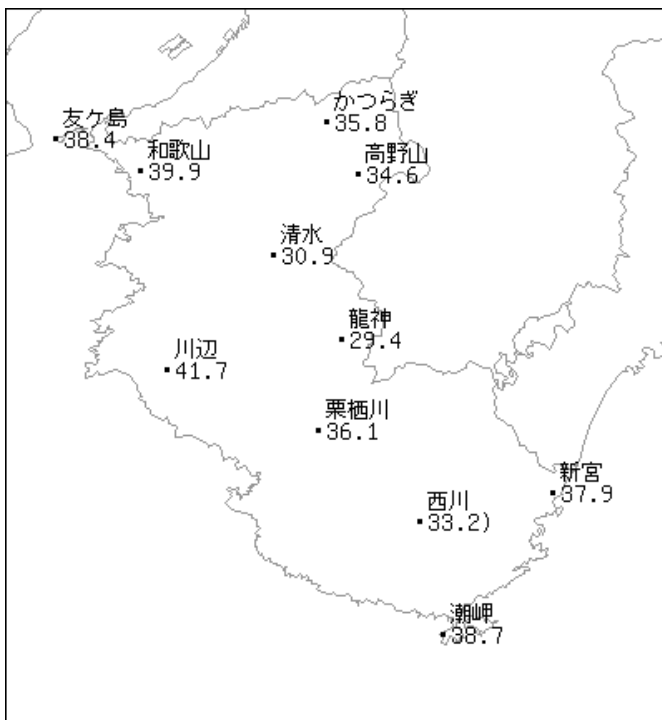 かつらぎ
35.8
友ケ島
38.4
和歌山
39.9
高野山
34.6
清水
30.9
龍神
29.4
川辺
41.7
栗栖川
36.1
新宮
37.9
西川
33.2)
潮岬
38.7